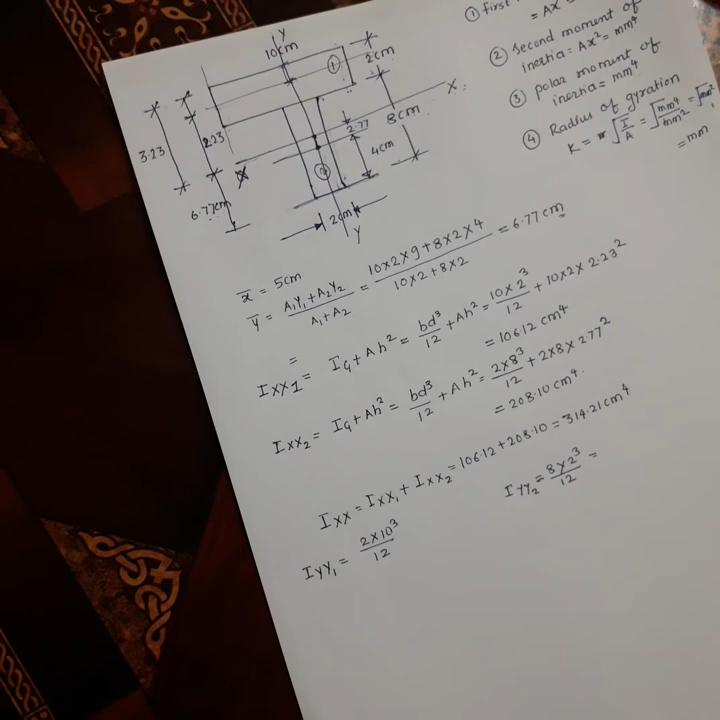 ① first
= Ax
② Second moment of
inertia = Ax² = mm⁴
③ polar moment of
inertia = mm⁴
④ Radius of gyration
K = √I/A = √mm⁴/mm² = √mm²
= mm
Y
10cm
①
2cm
X
3.23
2.23
2.77
8cm
4cm
②
X
6.77cm
2cm
Y
x̅ = 5cm
y̅ = A₁Y₁+A₂Y₂ / A₁+A₂ = 10×2×9+8×2×4 / 10×2+8×2 = 6.77cm
=
Ixx1 = IG+Ah² = bd³/12 + Ah² = 10×2³/12 + 10×2×2.23²
= 106.12 cm⁴
Ixx₂ = IG+Ah² = bd³/12 + Ah² = 2×8³/12 + 2×8×2.77²
= 208.10 cm⁴.
Ixx = Ixx₁ + Ixx₂ = 106.12+208.10 = 314.21 cm⁴
Iyy₁ = 2×10³/12
Iyy₂ = 8×2³/12 =